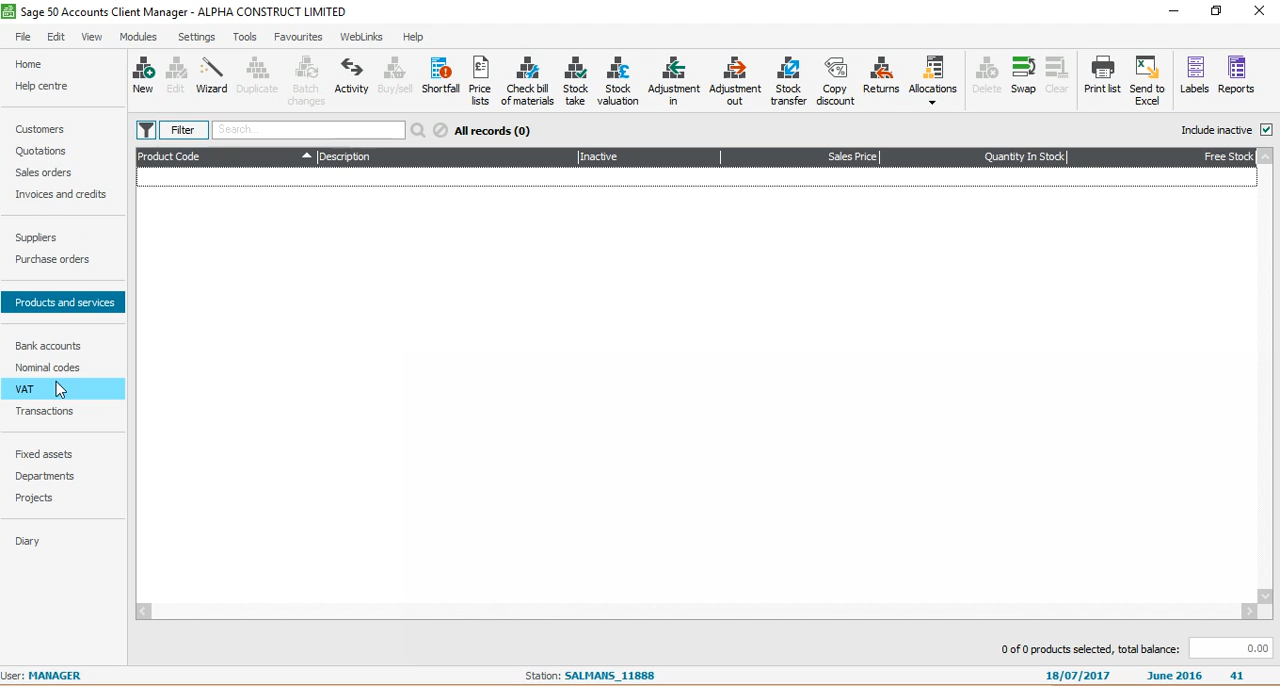 Sage 50 Accounts Client Manager - ALPHA CONSTRUCT LIMITED
File Edit View Modules Settings Tools Favourites WebLinks Help
Home
Help centre
Customers
Quotations
Sales orders
Invoices and credits
Suppliers
Purchase orders
Products and services
Bank accounts
Nominal codes
VAT
Transactions
Fixed assets
Departments
Projects
Diary
New Edit Wizard Duplicate Batch changes Activity Buy/sell Shortfall Price lists Check bill of materials Stock take Stock valuation Adjustment in Adjustment out Stock transfer Copy discount Returns Allocations Delete Swap Clear Print list Send to Excel Labels Reports
Filter Search... All records (0) Include inactive
Product Code Description Inactive Sales Price Quantity In Stock Free Stock
0 of 0 products selected, total balance: 0.00
User: MANAGER Station: SALMANS_11888 18/07/2017 June 2016 41